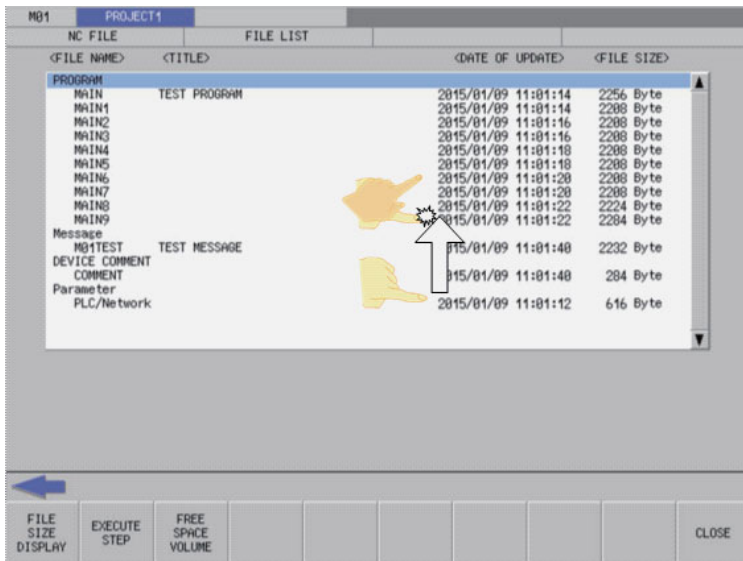 M01 PROJECT1
NC FILE FILE LIST
<FILE NAME> <TITLE> <DATE OF UPDATE> <FILE SIZE>
PROGRAM
MAIN TEST PROGRAM 2015/01/09 11:01:14 2256 Byte
MAIN1 2015/01/09 11:01:14 2208 Byte
MAIN2 2015/01/09 11:01:16 2208 Byte
MAIN3 2015/01/09 11:01:16 2208 Byte
MAIN4 2015/01/09 11:01:18 2208 Byte
MAIN5 2015/01/09 11:01:18 2208 Byte
MAIN6 2015/01/09 11:01:20 2208 Byte
MAIN7 2015/01/09 11:01:20 2208 Byte
MAIN8 2015/01/09 11:01:22 2224 Byte
MAIN9 2015/01/09 11:01:22 2284 Byte
Message
M01TEST TEST MESSAGE 11:01:40 2232 Byte
DEVICE COMMENT
COMMENT 11:01:40 284 Byte
Parameter
PLC/Network 2015/01/09 11:01:12 616 Byte
FILE SIZE DISPLAY
EXECUTE STEP
FREE SPACE VOLUME
CLOSE